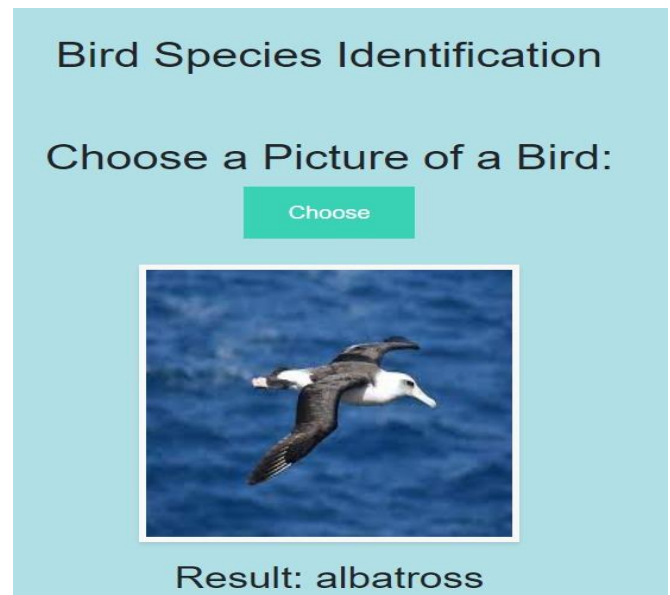 Bird Species Identification
Choose a Picture of a Bird:
Choose
Result: albatross